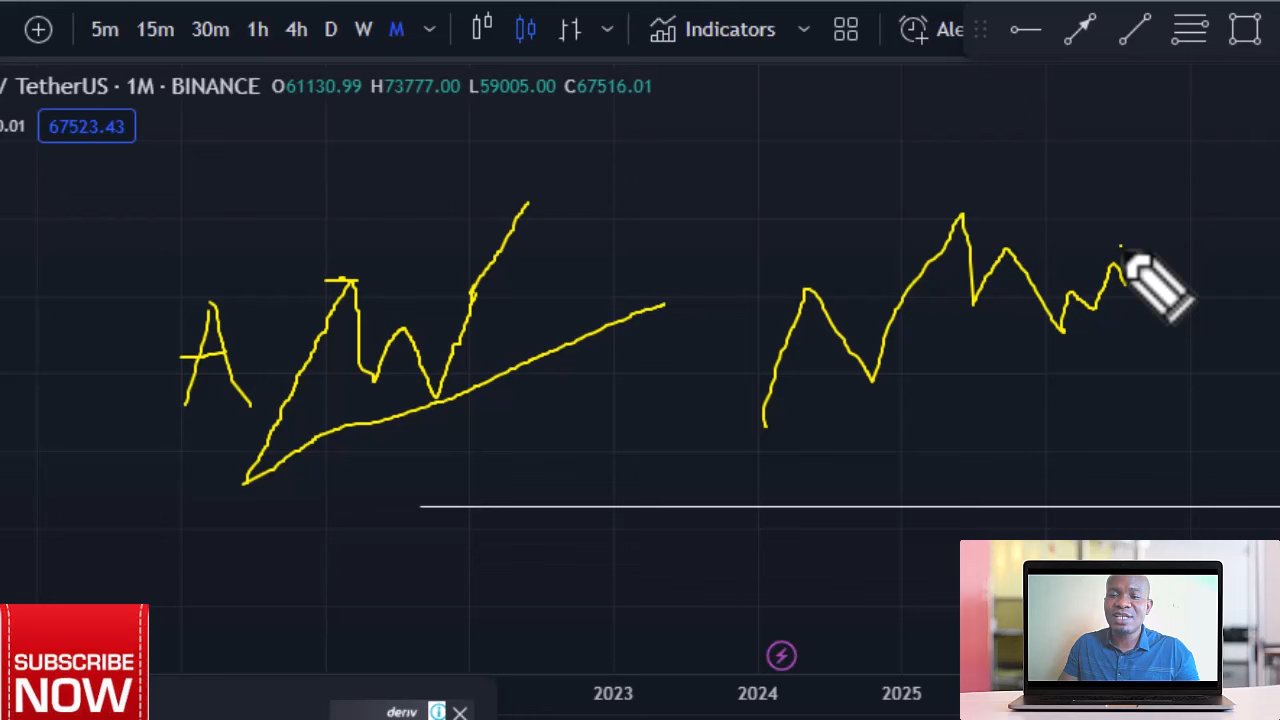 5m 15m 30m 1h 4h D W M Indicators Ale
/ TetherUS · 1M · BINANCE O61130.99 H73777.00 L59005.00 C67516.01
0.01 67523.43
A
SUBSCRIBE
NOW
2023 2024 2025
deriv